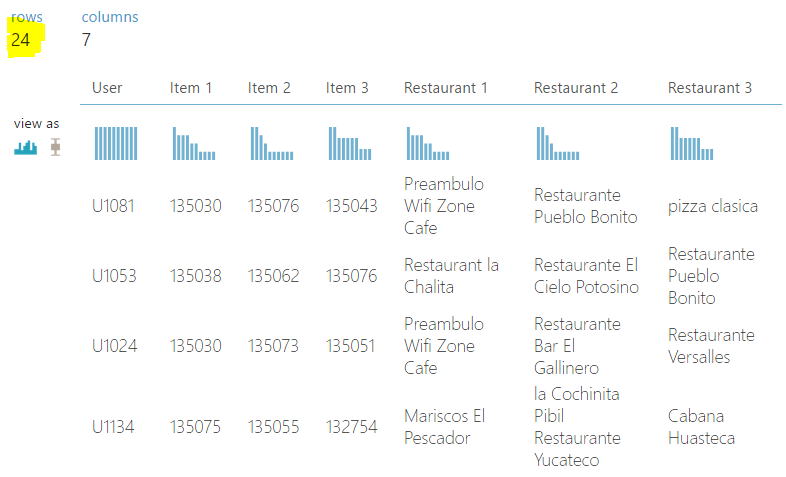 rows columns
24 7
User Item 1 Item 2 Item 3 Restaurant 1 Restaurant 2 Restaurant 3
view as
U1081 135030 135076 135043 Preambulo Wifi Zone Cafe Restaurante Pueblo Bonito pizza clasica
U1053 135038 135062 135076 Restaurant la Chalita Restaurante El Cielo Potosino Restaurante Pueblo Bonito
U1024 135030 135073 135051 Preambulo Wifi Zone Cafe Restaurante Bar El Gallinero Restaurante Versalles
U1134 135075 135055 132754 Mariscos El Pescador la Cochinita Pibil Restaurante Yucateco Cabana Huasteca